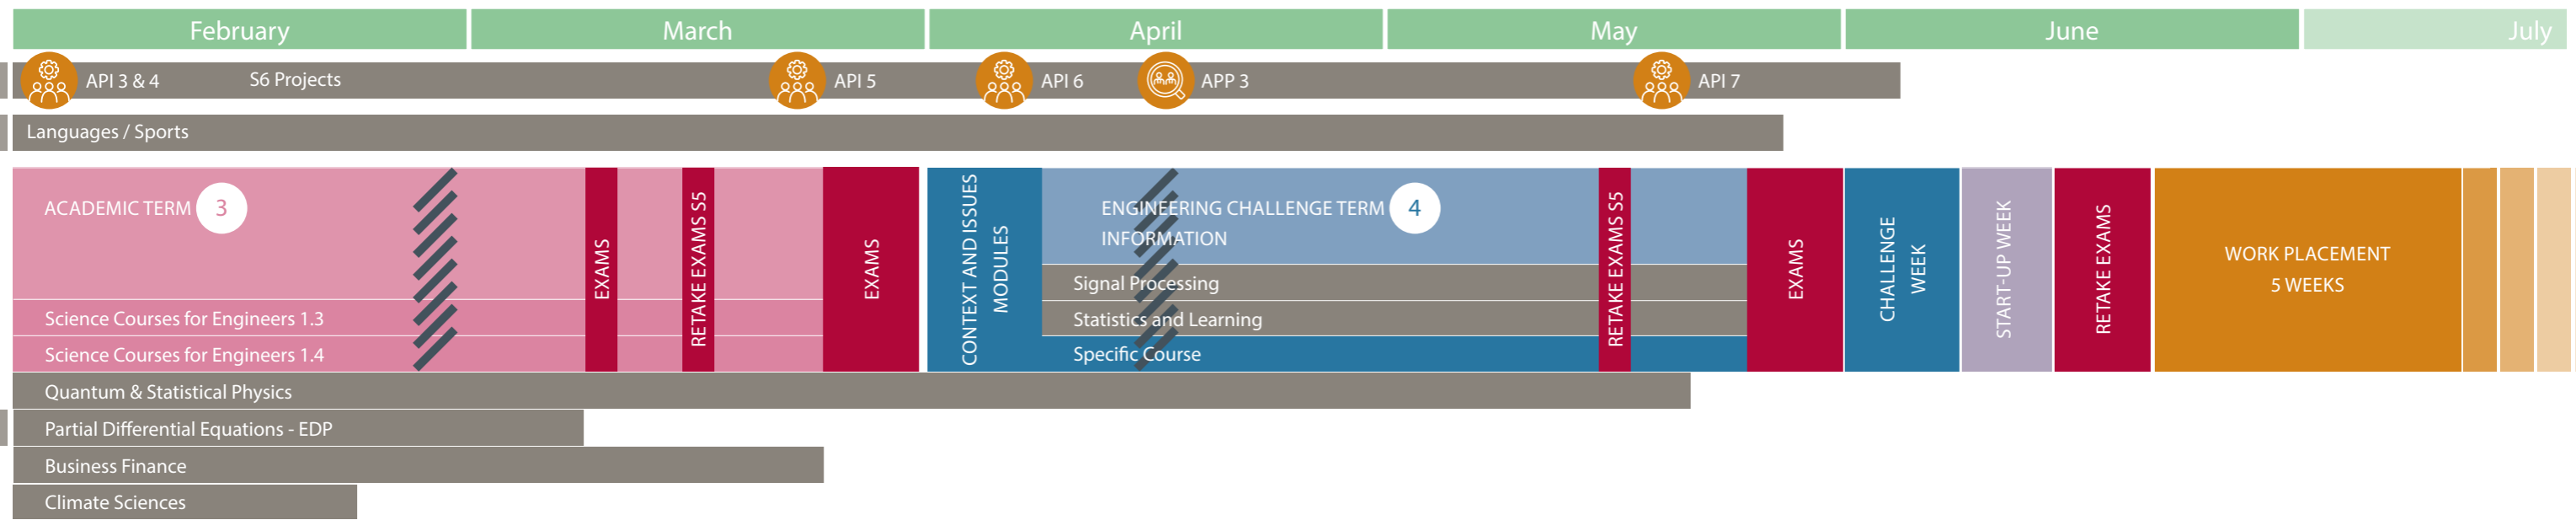 February March April May June July
API 3 & 4 S6 Projects API 5 API 6 APP 3 API 7
Languages / Sports
ACADEMIC TERM 3
Science Courses for Engineers 1.3
Science Courses for Engineers 1.4
EXAMS
RETAKE EXAMS S5
EXAMS
CONTEXT AND ISSUES
MODULES
ENGINEERING CHALLENGE TERM 4
INFORMATION
Signal Processing
Statistics and Learning
Specific Course
RETAKE EXAMS S5
EXAMS
CHALLENGE
WEEK
START-UP WEEK
RETAKE EXAMS
WORK PLACEMENT
5 WEEKS
Quantum & Statistical Physics
Partial Differential Equations - EDP
Business Finance
Climate Sciences